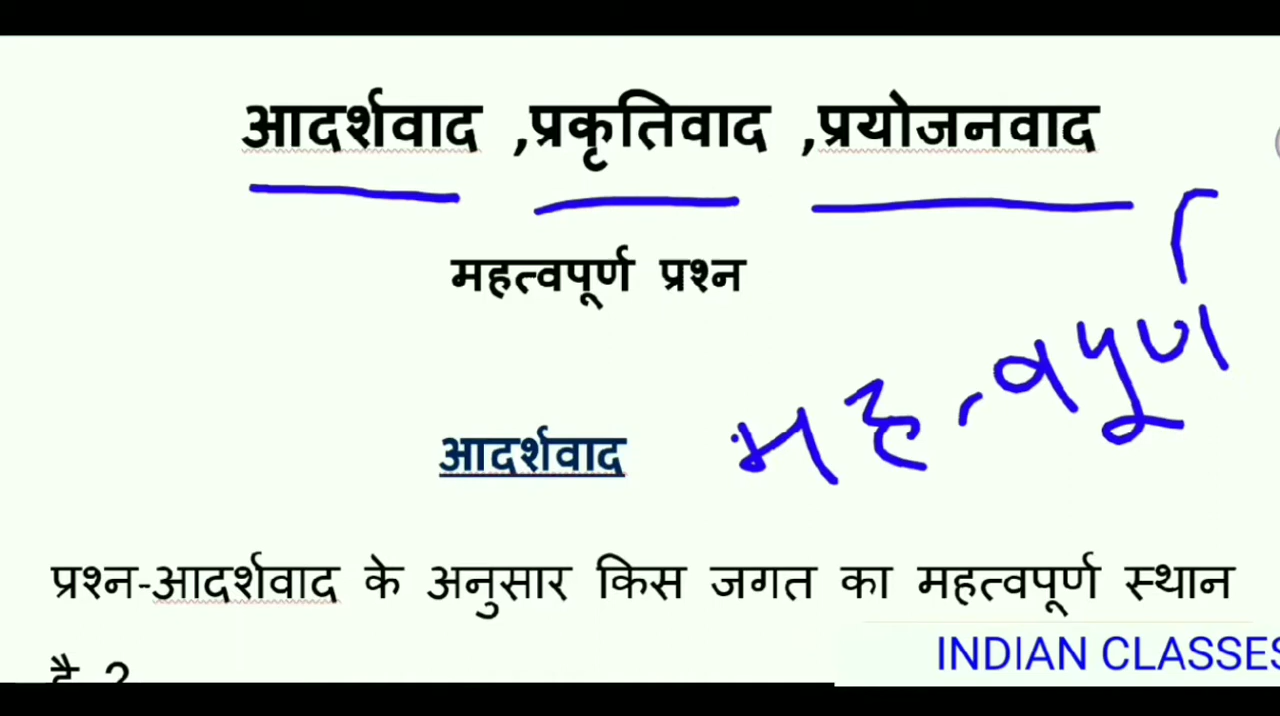 आदर्शवाद ,प्रकृतिवाद ,प्रयोजनवाद
महत्वपूर्ण प्रश्न
महत्वपूर्ण
आदर्शवाद
प्रश्न-आदर्शवाद के अनुसार किस जगत का महत्वपूर्ण स्थान
है ?
INDIAN CLASSES